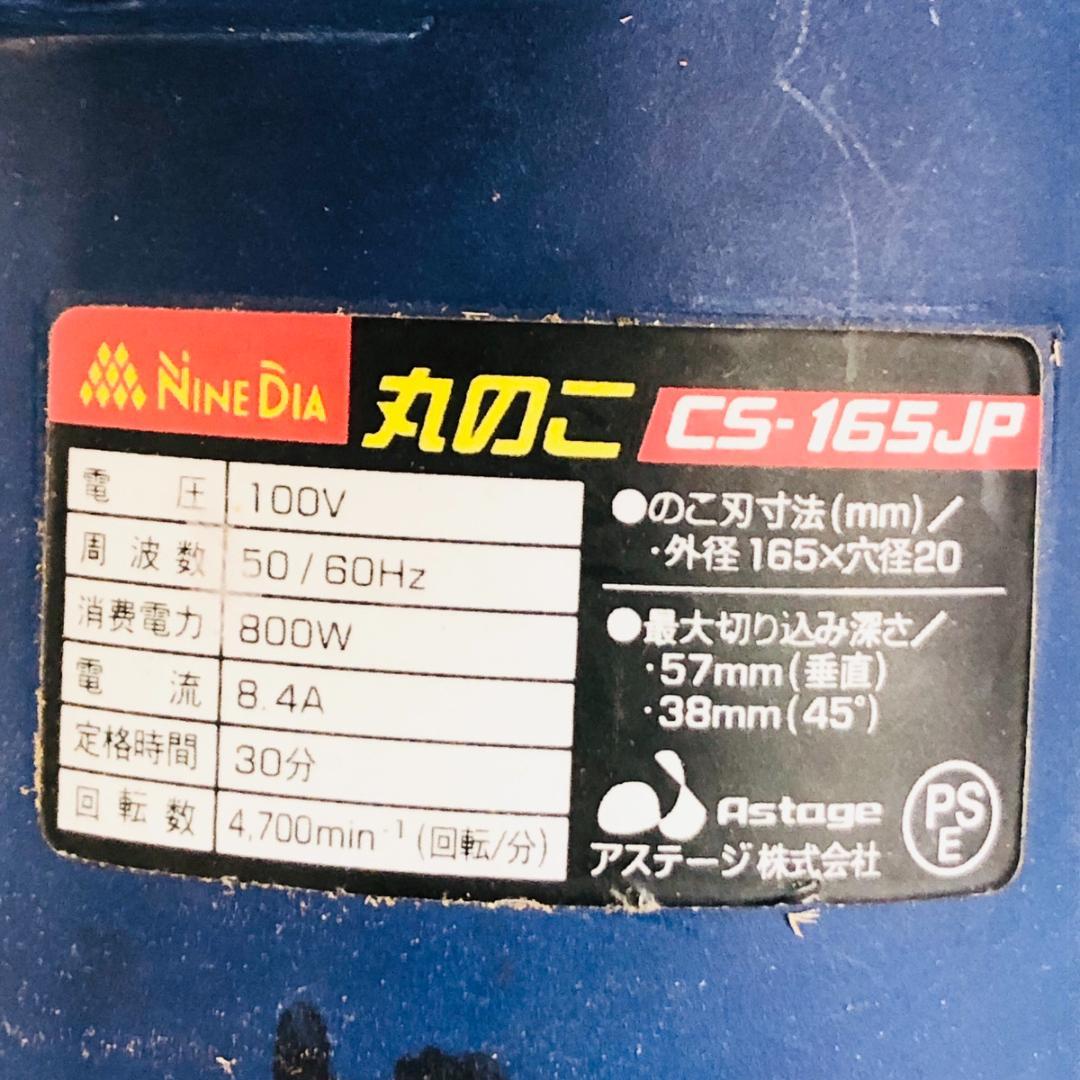 NINE DIA 丸のこ CS-165JP
電圧 100V
周波数 50/60Hz
消費電力 800W
電流 8.4A
定格時間 30分
回転数 4,700min⁻¹(回転/分)
●のこ刃寸法(mm)/
・外径165×穴径20
●最大切り込み深さ/
・57mm(垂直)
・38mm(45°)
Astage
アステージ株式会社
PS
E